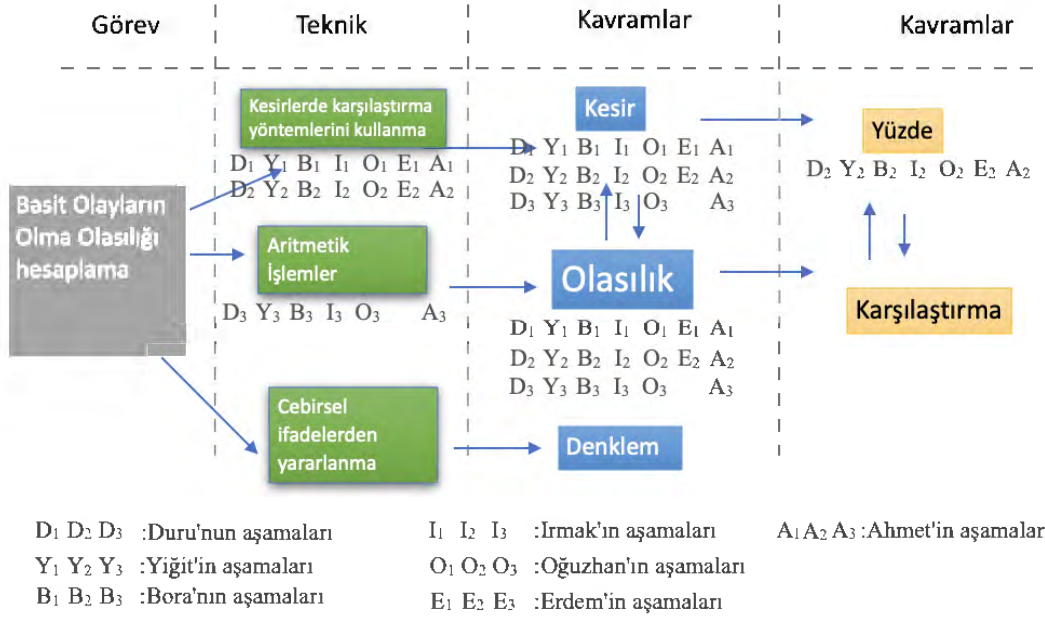 Görev
Teknik
Kavramlar
Kavramlar
Basit Olayların
Olma Olasılığı
hesaplama
Kesirlerde karşılaştırma
yöntemlerini kullanma
D₁ Y₁ B₁ I₁ O₁ E₁ A₁
D₂ Y₂ B₂ I₂ O₂ E₂ A₂
Aritmetik
İşlemler
D₃ Y₃ B₃ I₃ O₃ A₃
Cebirsel
ifadelerden
yararlanma
Kesir
D₁ Y₁ B₁ I₁ O₁ E₁ A₁
D₂ Y₂ B₂ I₂ O₂ E₂ A₂
D₃ Y₃ B₃ I₃ O₃ A₃
Olasılık
D₁ Y₁ B₁ I₁ O₁ E₁ A₁
D₂ Y₂ B₂ I₂ O₂ E₂ A₂
D₃ Y₃ B₃ I₃ O₃ A₃
Denklem
Yüzde
D₂ Y₂ B₂ I₂ O₂ E₂ A₂
Karşılaştırma
D₁ D₂ D₃ :Duru'nun aşamaları
Y₁ Y₂ Y₃ :Yiğit'in aşamaları
B₁ B₂ B₃ :Bora'nın aşamaları
I₁ I₂ I₃ :Irmak'ın aşamaları
O₁ O₂ O₃ :Oğuzhan'ın aşamaları
E₁ E₂ E₃ :Erdem'in aşamaları
A₁ A₂ A₃ :Ahmet'in aşamalar